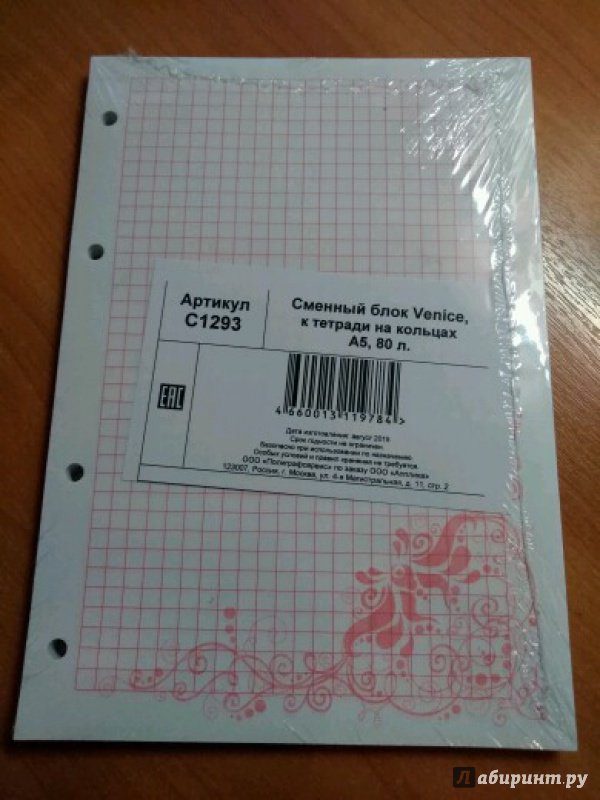 Артикул
С1293
Сменный блок Venice,
к тетради на кольцах
А5, 80 л.
EAC
4 660013 119784 >
Дата изготовления: август 2019
Срок годности не ограничен.
Безопасно при использовании по назначению
Особых условий и правил хранения не требуется.
ООО «Полиграфсервис» по заказу ООО «Апплика»
123007, Россия, г. Москва, ул. 4-я Магистральная, д. 11, стр. 2
Лабиринт.ру